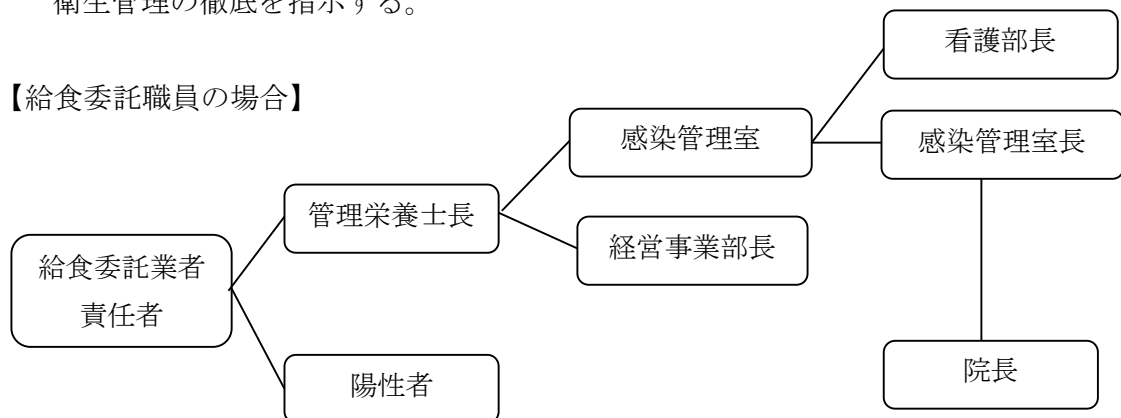 衛生管理の徹底を指示する。
【給食委託職員の場合】
看護部長
感染管理室
感染管理室長
管理栄養士長
経営事業部長
給食委託業者
責任者
陽性者
院長